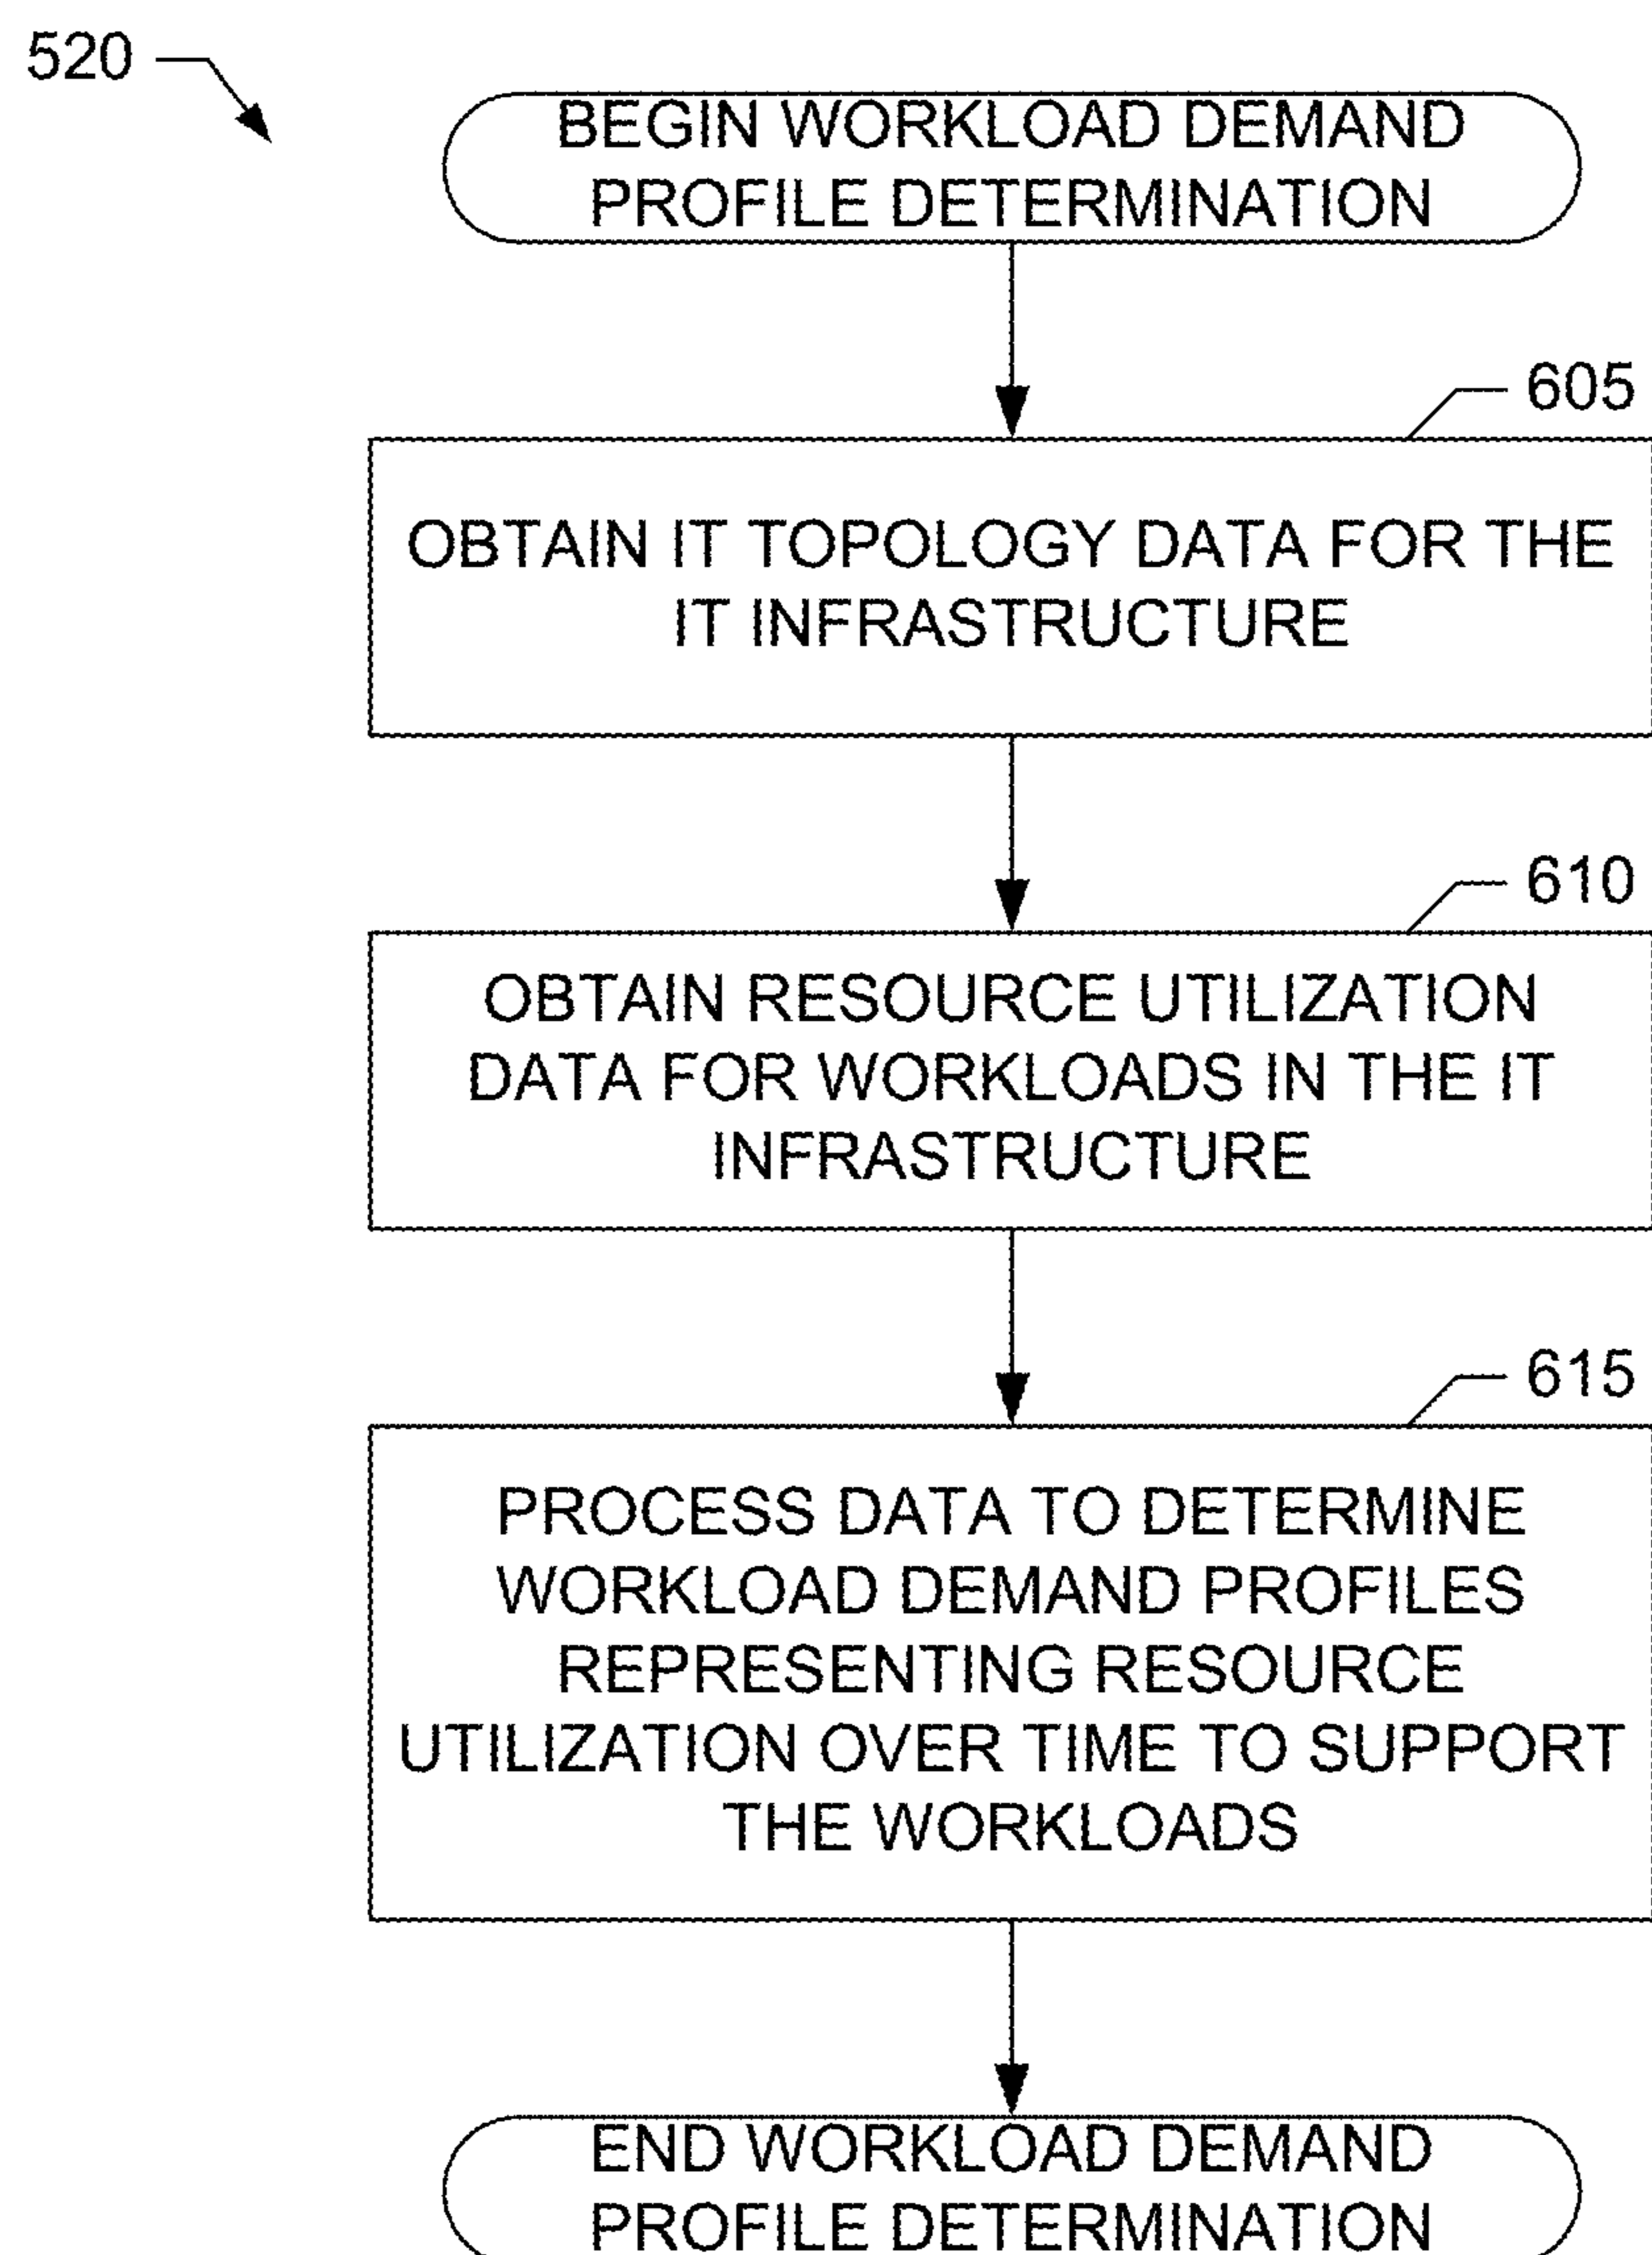 520
BEGIN WORKLOAD DEMAND
PROFILE DETERMINATION
605
OBTAIN IT TOPOLOGY DATA FOR THE
IT INFRASTRUCTURE
610
OBTAIN RESOURCE UTILIZATION
DATA FOR WORKLOADS IN THE IT
INFRASTRUCTURE
615
PROCESS DATA TO DETERMINE
WORKLOAD DEMAND PROFILES
REPRESENTING RESOURCE
UTILIZATION OVER TIME TO SUPPORT
THE WORKLOADS
END WORKLOAD DEMAND
PROFILE DETERMINATION